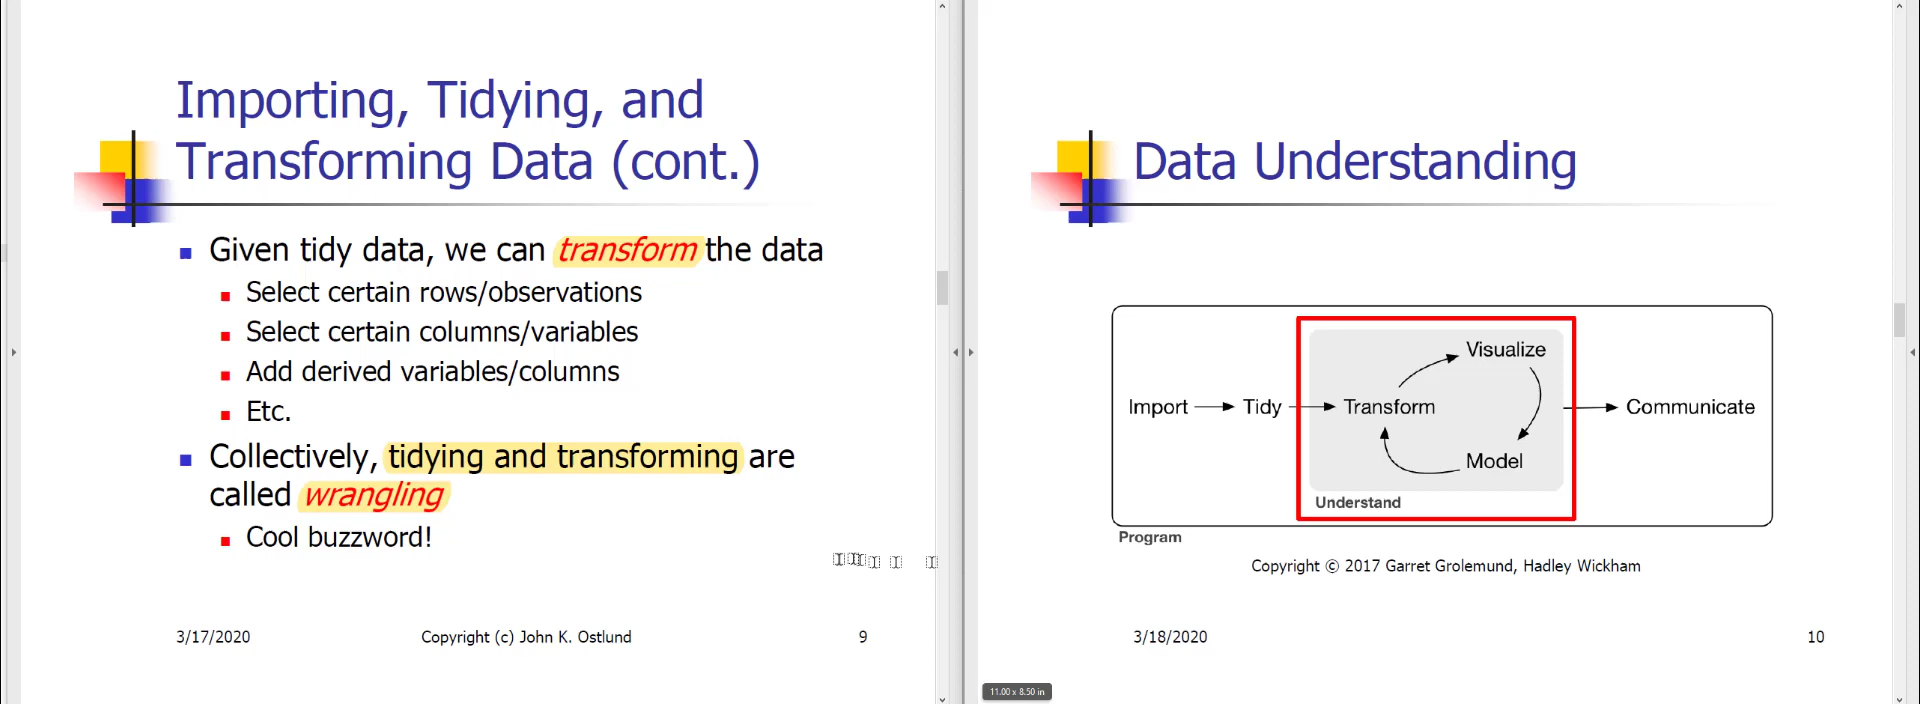 Importing, Tidying, and
Transforming Data (cont.)
Given tidy data, we can transform the data
Select certain rows/observations
Select certain columns/variables
Add derived variables/columns
Etc.
Collectively, tidying and transforming are
called wrangling
Cool buzzword!
3/17/2020
Copyright (c) John K. Ostlund
9
Data Understanding
Visualize
Import
Tidy
Transform
Communicate
Model
Understand
Program
Copyright © 2017 Garret Grolemund, Hadley Wickham
3/18/2020
10
11.00 x 8.50 in